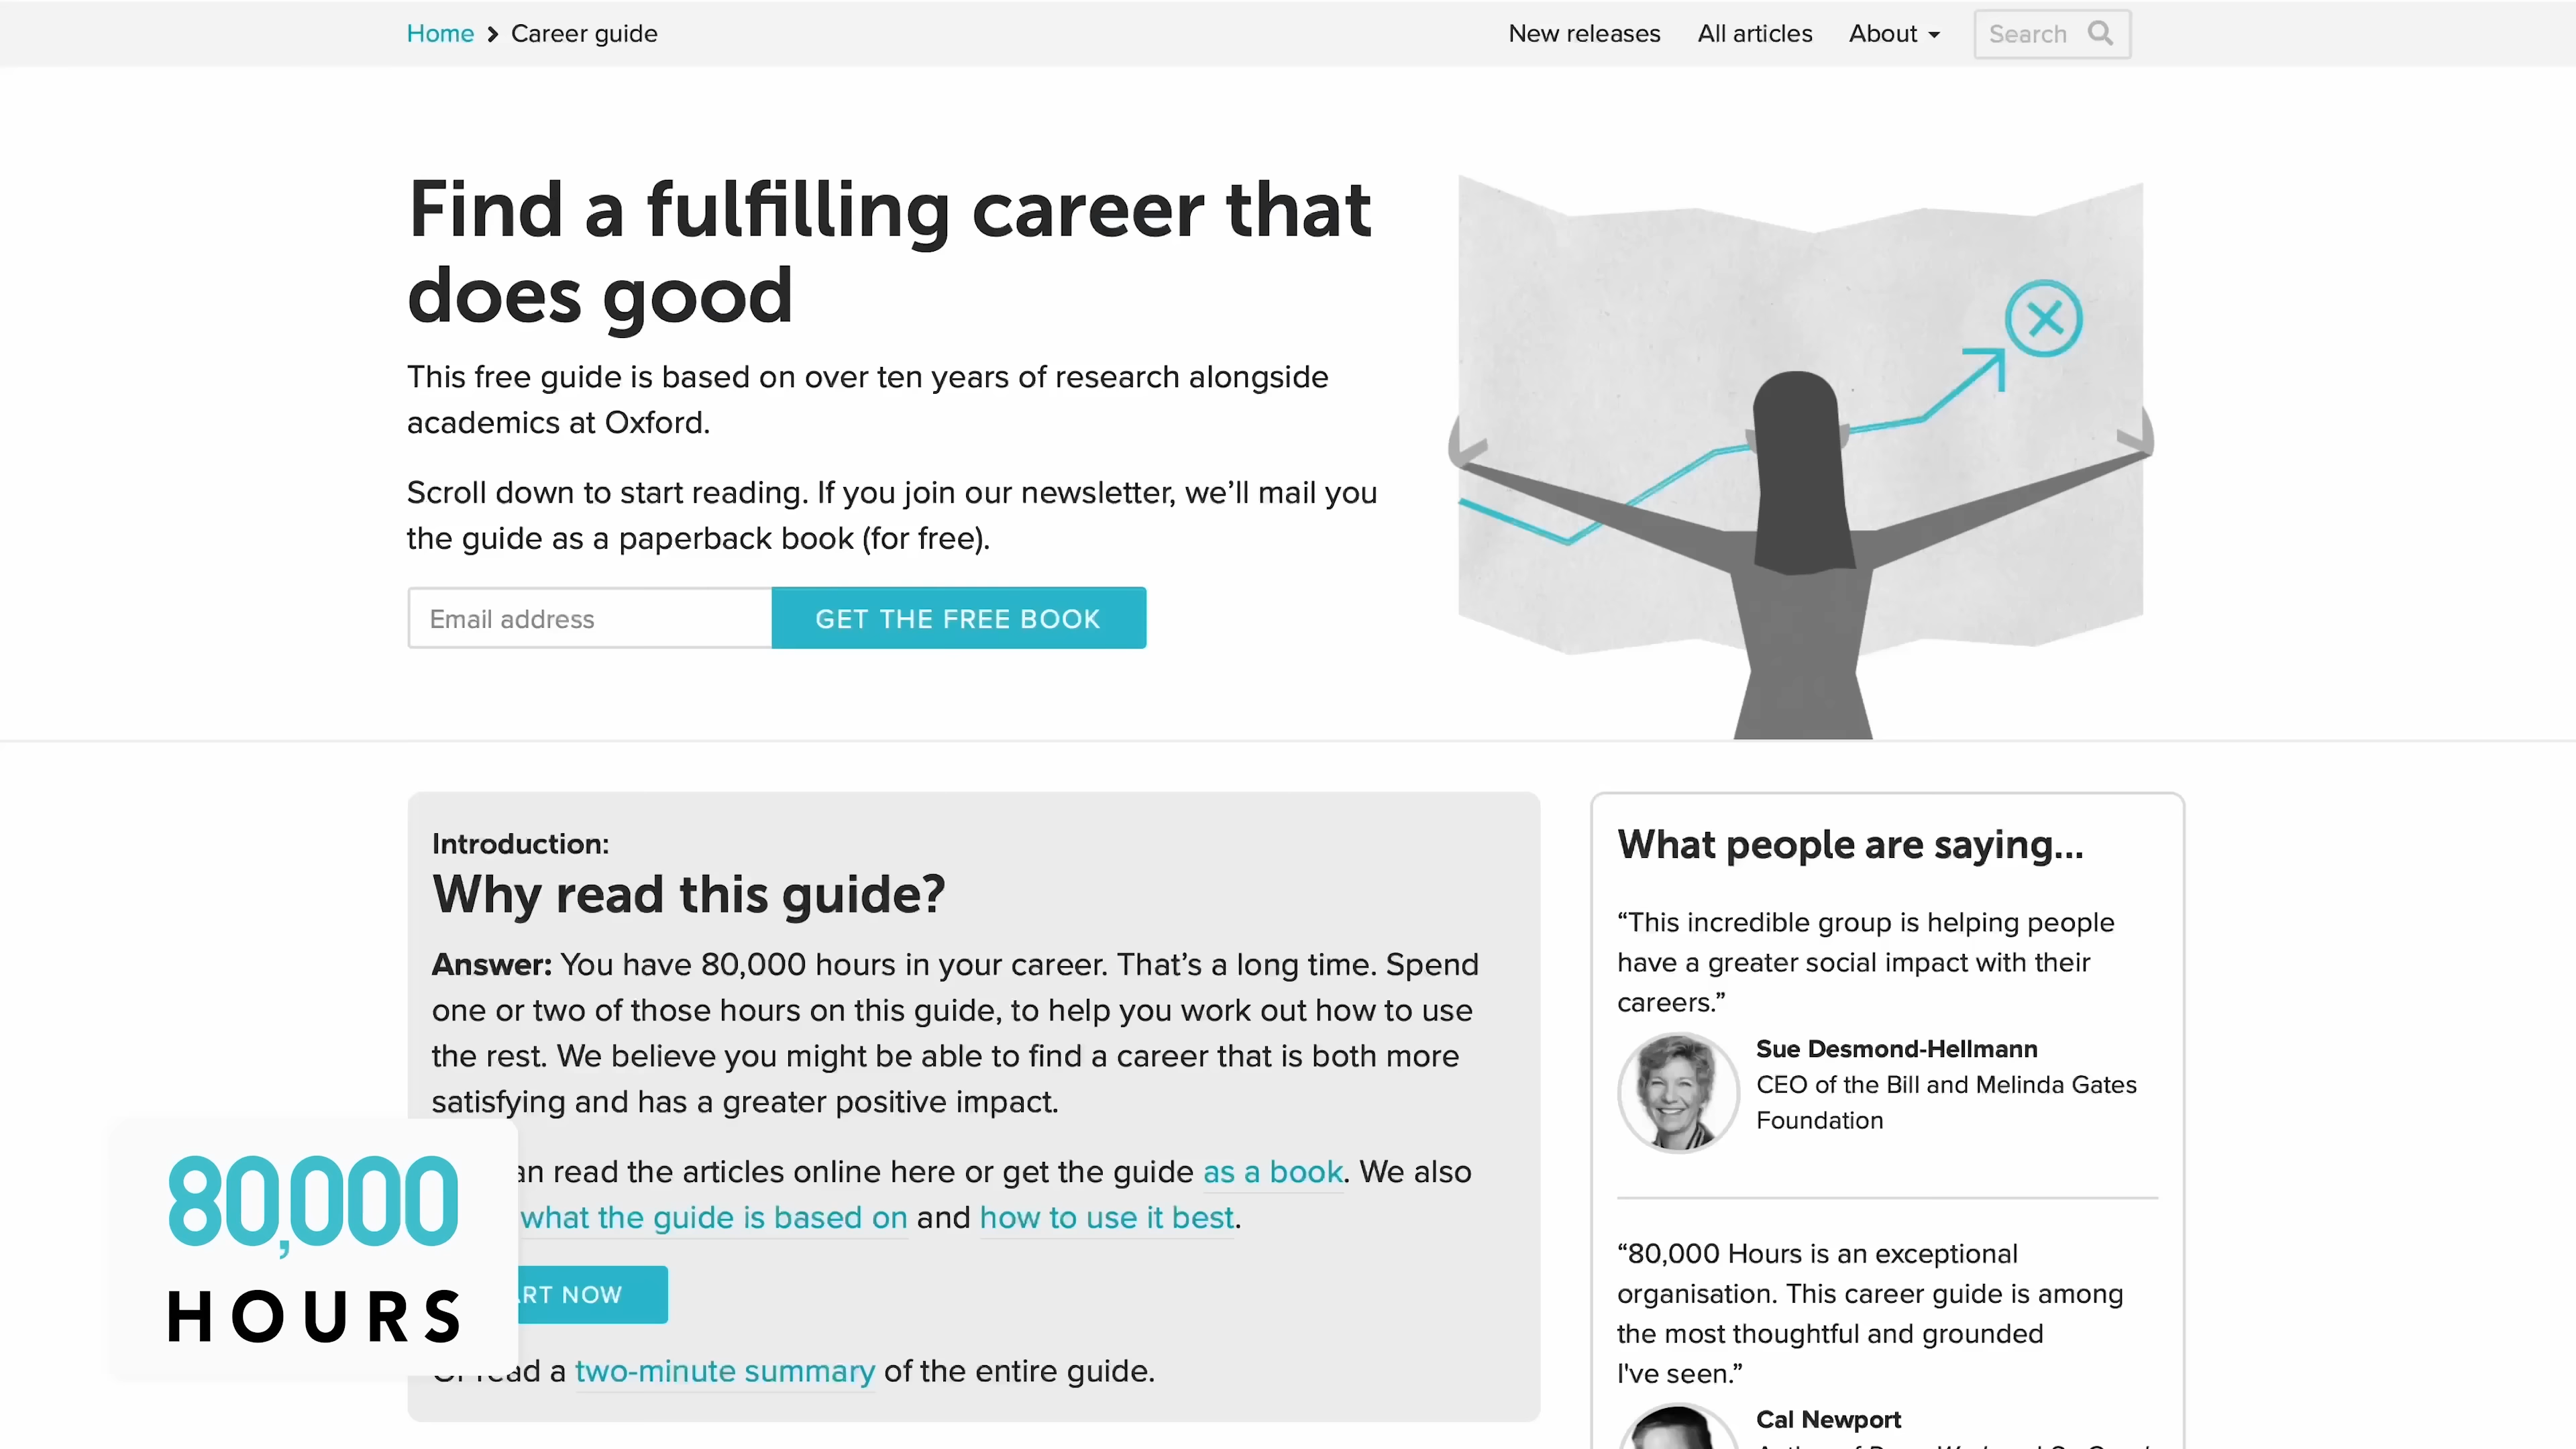 Home > Career guide
New releases
All articles
About
Search
Find a fulfilling career that
does good
This free guide is based on over ten years of research alongside
academics at Oxford.
Scroll down to start reading. If you join our newsletter, we’ll mail you
the guide as a paperback book (for free).
Email address
GET THE FREE BOOK
Introduction:
Why read this guide?
Answer: You have 80,000 hours in your career. That’s a long time. Spend
one or two of those hours on this guide, to help you work out how to use
the rest. We believe you might be able to find a career that is both more
satisfying and has a greater positive impact.
an read the articles online here or get the guide as a book. We also
what the guide is based on and how to use it best.
ART NOW
read a two-minute summary of the entire guide.
80,000
HOURS
What people are saying...
“This incredible group is helping people
have a greater social impact with their
careers.”
Sue Desmond-Hellmann
CEO of the Bill and Melinda Gates
Foundation
“80,000 Hours is an exceptional
organisation. This career guide is among
the most thoughtful and grounded
I've seen.”
Cal Newport